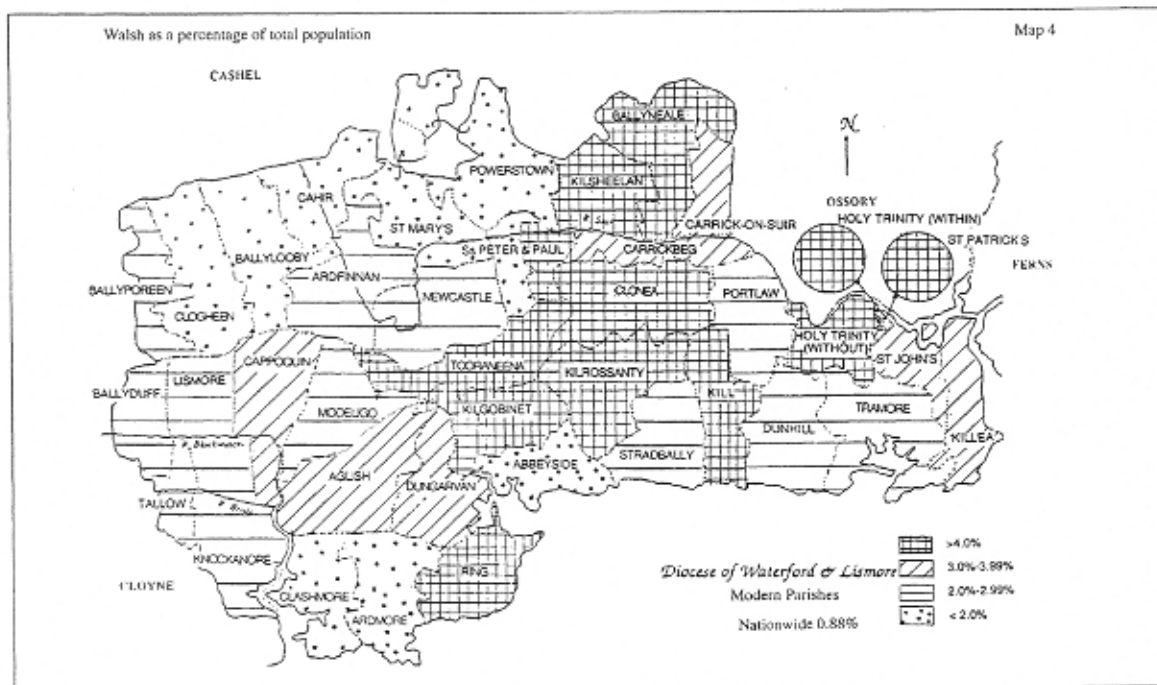 Walsh as a percentage of total population
Map 4
CASHEL
N
BALLYNEALE
POWERSTOWN
KILSHEELAN
CAHIR
OSSORY
HOLY TRINITY (WITHIN)
R. Suir
ST MARY'S
CARRICK-ON-SUIR
ST PATRICKS
Ss PETER & PAUL
CARRICKBEG
BALLYLOOBY
FERNS
ARDFINNAN
BALLYPOREEN
NEWCASTLE
CLONEA
PORTLAW
CLOGHEEN
HOLY TRINITY
(WITHOUT)
ST JOHN'S
CAPPOQUIN
TOORANEENA
KILROSSANTY
LISMORE
BALLYDUFF
KILL
MODELIGO
KILGOBINET
TRAMORE
DUNHILL
KILLEA
R. Blackwater
ABBEYSIDE
STRADBALLY
AGLISH
DUNGARVAN
TALLOW
R. Bride
KNOCKANORE
RING
CLOYNE
CLASHMORE
ARDMORE
>4.0%
Diocese of Waterford & Lismore
3.0%-3.99%
Modern Parishes
2.0%-2.99%
Nationwide 0.88%
< 2.0%